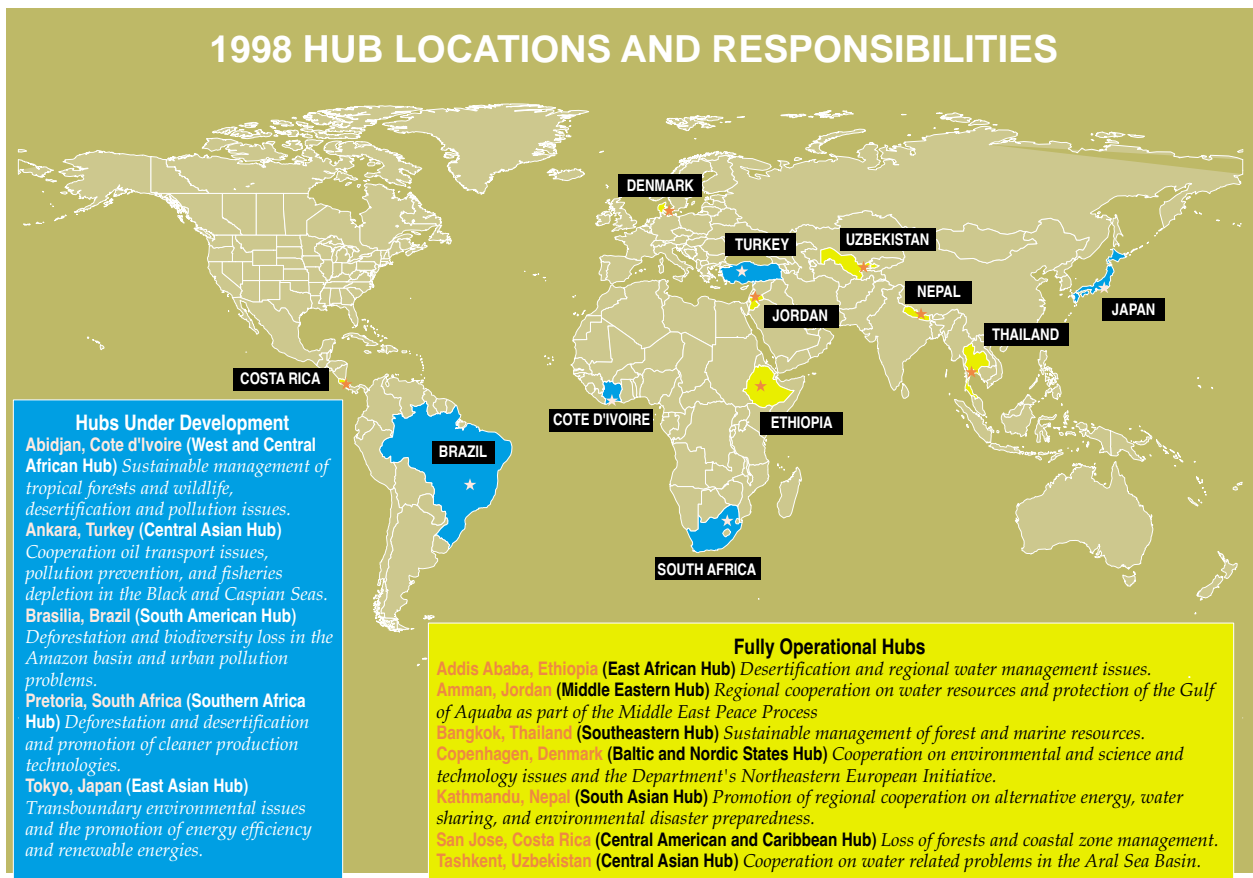 1998 HUB LOCATIONS AND RESPONSIBILITIES
DENMARK
TURKEY
UZBEKISTAN
NEPAL
JORDAN
JAPAN
THAILAND
COSTA RICA
COTE D'IVOIRE
ETHIOPIA
BRAZIL
SOUTH AFRICA
Hubs Under Development
Abidjan, Cote d'Ivoire (West and Central
African Hub) Sustainable management of
tropical forests and wildlife,
desertification and pollution issues.
Ankara, Turkey (Central Asian Hub)
Cooperation oil transport issues,
pollution prevention, and fisheries
depletion in the Black and Caspian Seas.
Brasilia, Brazil (South American Hub)
Deforestation and biodiversity loss in the
Amazon basin and urban pollution
problems.
Pretoria, South Africa (Southern Africa
Hub) Deforestation and desertification
and promotion of cleaner production
technologies.
Tokyo, Japan (East Asian Hub)
Transboundary environmental issues
and the promotion of energy efficiency
and renewable energies.
Fully Operational Hubs
Addis Ababa, Ethiopia (East African Hub) Desertification and regional water management issues.
Amman, Jordan (Middle Eastern Hub) Regional cooperation on water resources and protection of the Gulf
of Aquaba as part of the Middle East Peace Process
Bangkok, Thailand (Southeastern Hub) Sustainable management of forest and marine resources.
Copenhagen, Denmark (Baltic and Nordic States Hub) Cooperation on environmental and science and
technology issues and the Department's Northeastern European Initiative.
Kathmandu, Nepal (South Asian Hub) Promotion of regional cooperation on alternative energy, water
sharing, and environmental disaster preparedness.
San Jose, Costa Rica (Central American and Caribbean Hub) Loss of forests and coastal zone management.
Tashkent, Uzbekistan (Central Asian Hub) Cooperation on water related problems in the Aral Sea Basin.